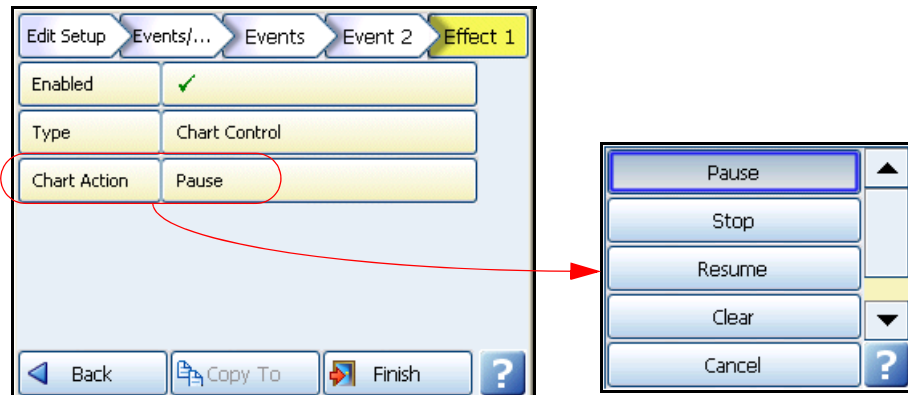 Edit Setup Events/... Events Event 2 Effect 1
Enabled ✓
Type Chart Control
Chart Action Pause
Back Copy To Finish ?
Pause
Stop
Resume
Clear
Cancel ?